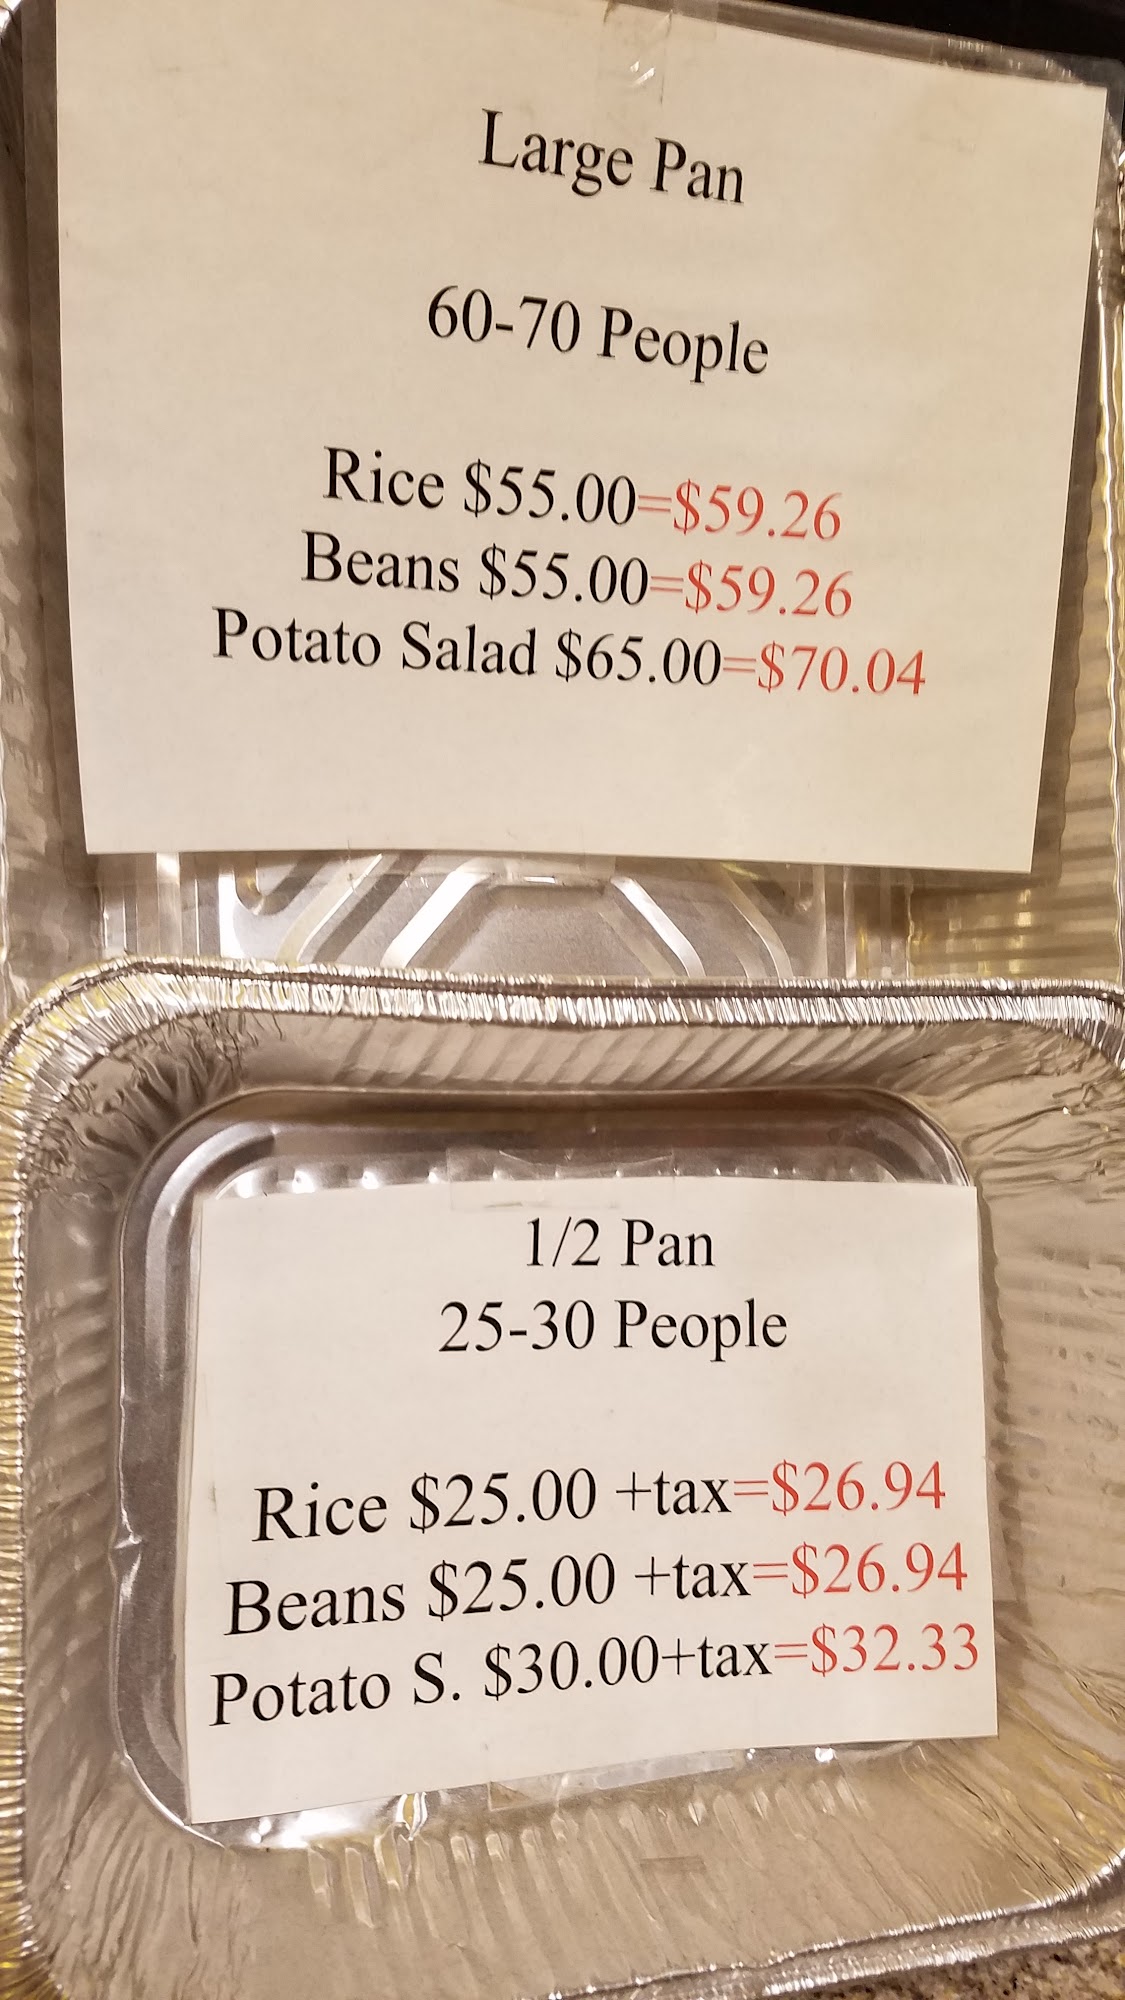 Large Pan
60-70 People
Rice $55.00=$59.26
Beans $55.00=$59.26
Potato Salad $65.00=$70.04
1/2 Pan
25-30 People
Rice $25.00 +tax=$26.94
Beans $25.00 +tax=$26.94
Potato S. $30.00+tax=$32.33